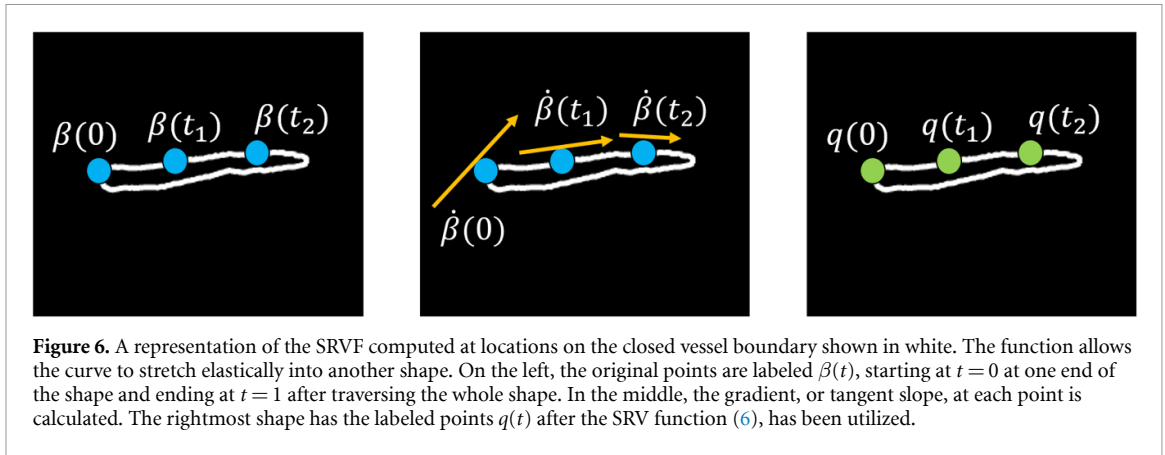 β(0) β(t₁) β(t₂)
β̇(0) β̇(t₁) β̇(t₂)
q(0) q(t₁) q(t₂)
Figure 6. A representation of the SRVF computed at locations on the closed vessel boundary shown in white. The function allows
the curve to stretch elastically into another shape. On the left, the original points are labeled β(t), starting at t = 0 at one end of
the shape and ending at t = 1 after traversing the whole shape. In the middle, the gradient, or tangent slope, at each point is
calculated. The rightmost shape has the labeled points q(t) after the SRV function (6), has been utilized.